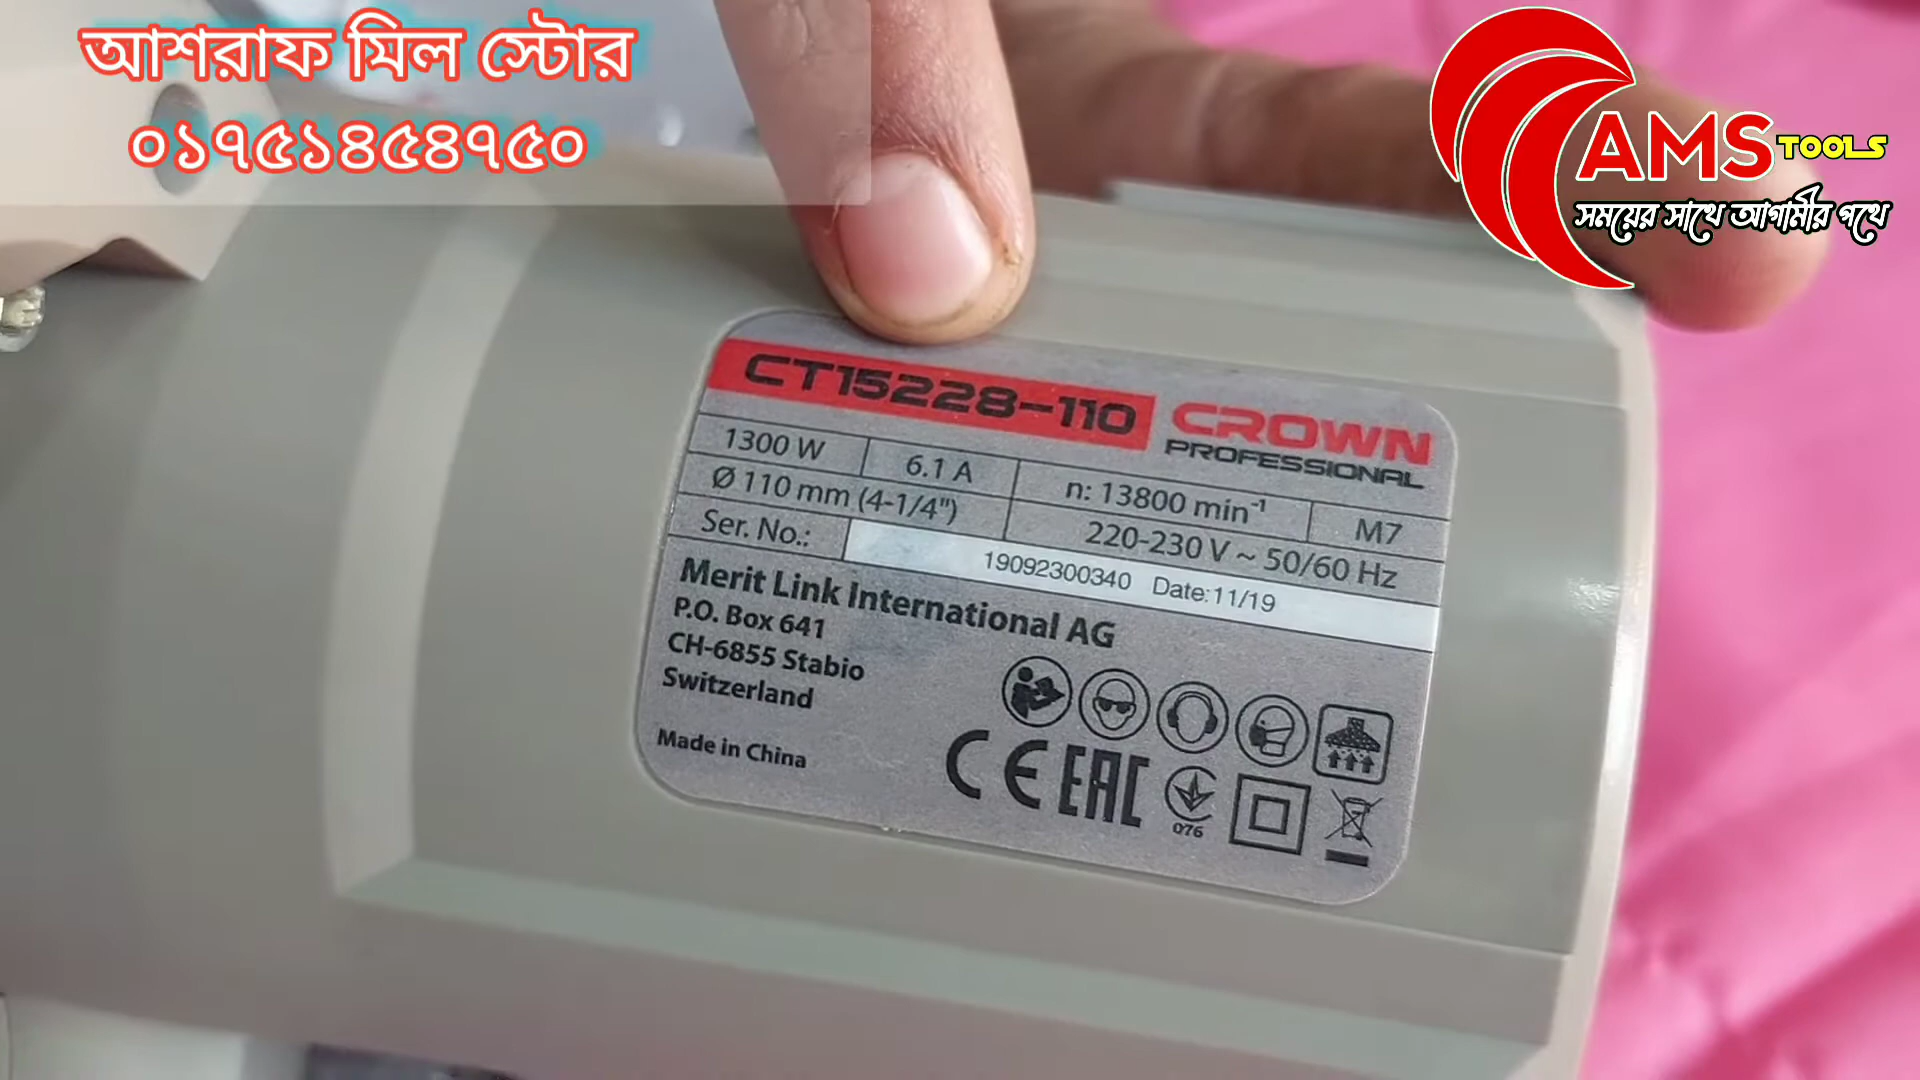 আশরাফ মিল স্টোর
০১৭৫১৪৫৪৭৫০
AMS TOOLS
সময়ের সাথে আগামীর পথে
CT15228-110 CROWN
PROFESSIONAL
1300 W 6.1 A n: 13800 min⁻¹ M7
Ø 110 mm (4-1/4") 220-230 V ~ 50/60 Hz
Ser. No.: 19092300340 Date:11/19
Merit Link International AG
P.O. Box 641
CH-6855 Stabio
Switzerland
Made in China
CE EAC
076